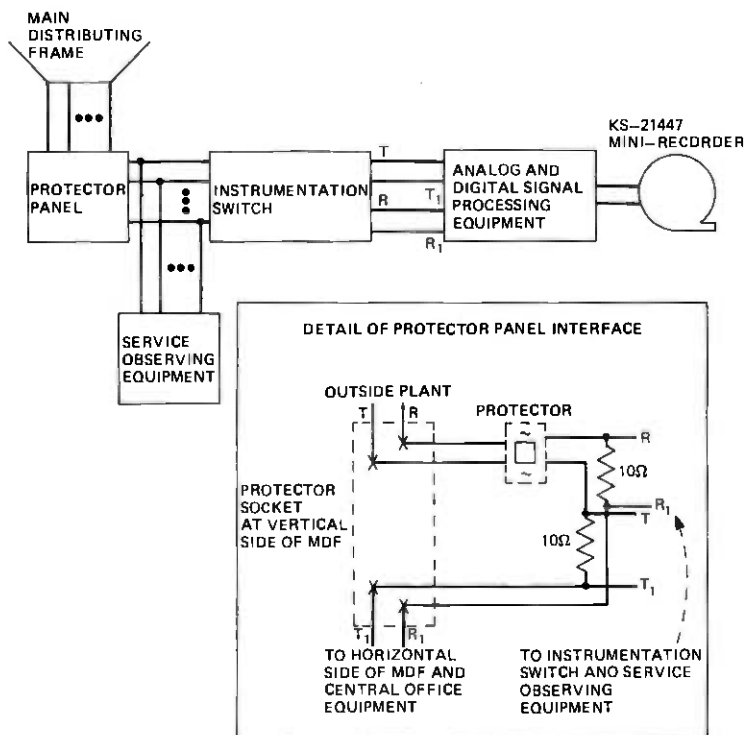 MAIN
DISTRIBUTING
FRAME
KS-21447
MINI-RECORDER
PROTECTOR
PANEL
INSTRUMENTATION
SWITCH
T
T1
R
R1
ANALOG AND
DIGITAL SIGNAL
PROCESSING
EQUIPMENT
SERVICE
OBSERVING
EQUIPMENT
DETAIL OF PROTECTOR PANEL INTERFACE
OUTSIDE PLANT
T R
PROTECTOR
~
~
R
10Ω
R1
T
PROTECTOR
SOCKET
AT VERTICAL
SIDE OF MDF
10Ω
T1
T1 R1
TO HORIZONTAL
SIDE OF MDF AND
CENTRAL OFFICE
EQUIPMENT
TO INSTRUMENTATION
SWITCH AND SERVICE
OBSERVING
EQUIPMENT